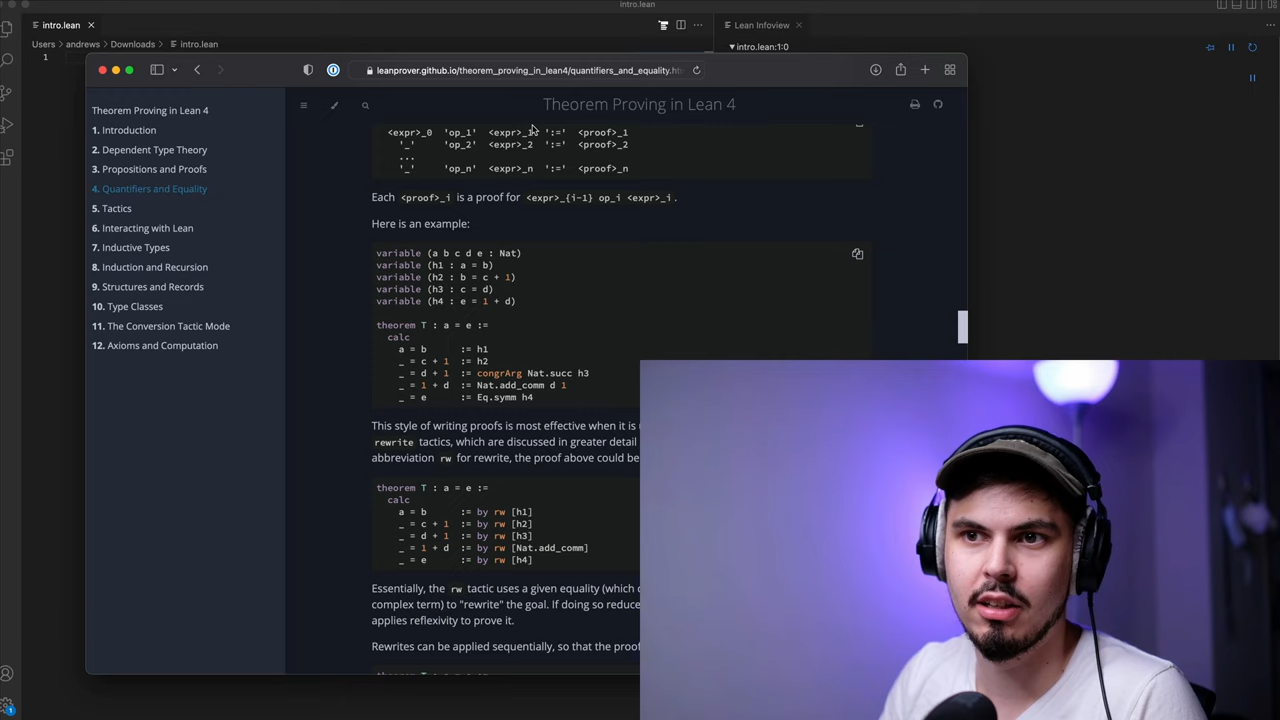 intro.lean
intro.lean
Lean Infoview
Users
andrews
Downloads
intro.lean
intro.lean:1:0
1
leanprover.github.io/theorem_proving_in_lean4/quantifiers_and_equality.ht
Theorem Proving in Lean 4
1. Introduction
2. Dependent Type Theory
3. Propositions and Proofs
4. Quantifiers and Equality
5. Tactics
6. Interacting with Lean
7. Inductive Types
8. Induction and Recursion
9. Structures and Records
10. Type Classes
11. The Conversion Tactic Mode
12. Axioms and Computation
Theorem Proving in Lean 4
<expr>_0 'op_1' <expr>_1 ':=' <proof>_1
'_' 'op_2' <expr>_2 ':=' <proof>_2
...
'_' 'op_n' <expr>_n ':=' <proof>_n
Each <proof>_i is a proof for <expr>_{i-1} op_i <expr>_i.
Here is an example:
variable (a b c d e : Nat)
variable (h1 : a = b)
variable (h2 : b = c + 1)
variable (h3 : c = d)
variable (h4 : e = 1 + d)
theorem T : a = e :=
calc
a = b := h1
_ = c + 1 := h2
_ = d + 1 := congrArg Nat.succ h3
_ = 1 + d := Nat.add_comm d 1
_ = e := Eq.symm h4
This style of writing proofs is most effective when it is
rewrite tactics, which are discussed in greater detail
abbreviation rw for rewrite, the proof above could be
theorem T : a = e :=
calc
a = b := by rw [h1]
_ = c + 1 := by rw [h2]
_ = d + 1 := by rw [h3]
_ = 1 + d := by rw [Nat.add_comm]
_ = e := by rw [h4]
Essentially, the rw tactic uses a given equality (which
complex term) to "rewrite" the goal. If doing so reduce
applies reflexivity to prove it.
Rewrites can be applied sequentially, so that the proof
1